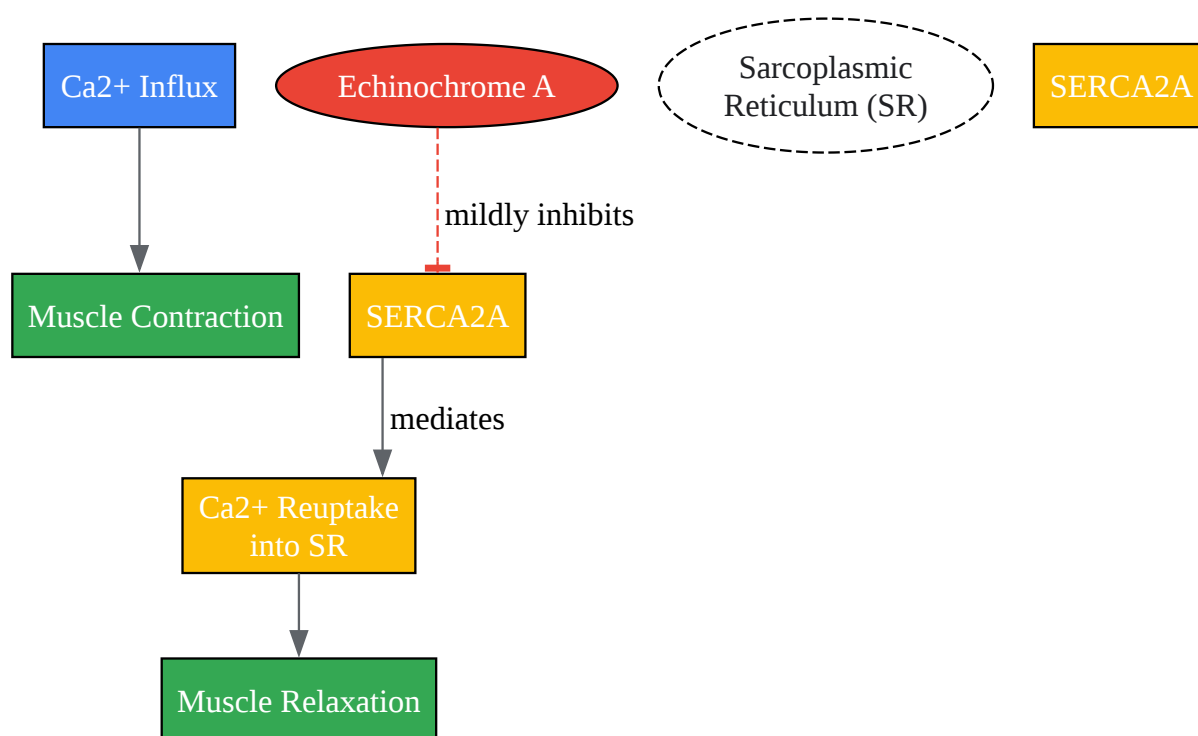 Ca2+ Influx
Echinochrome A
Sarcoplasmic
Reticulum (SR)
SERCA2A
mildly inhibits
Muscle Contraction
SERCA2A
mediates
Ca2+ Reuptake
into SR
Muscle Relaxation